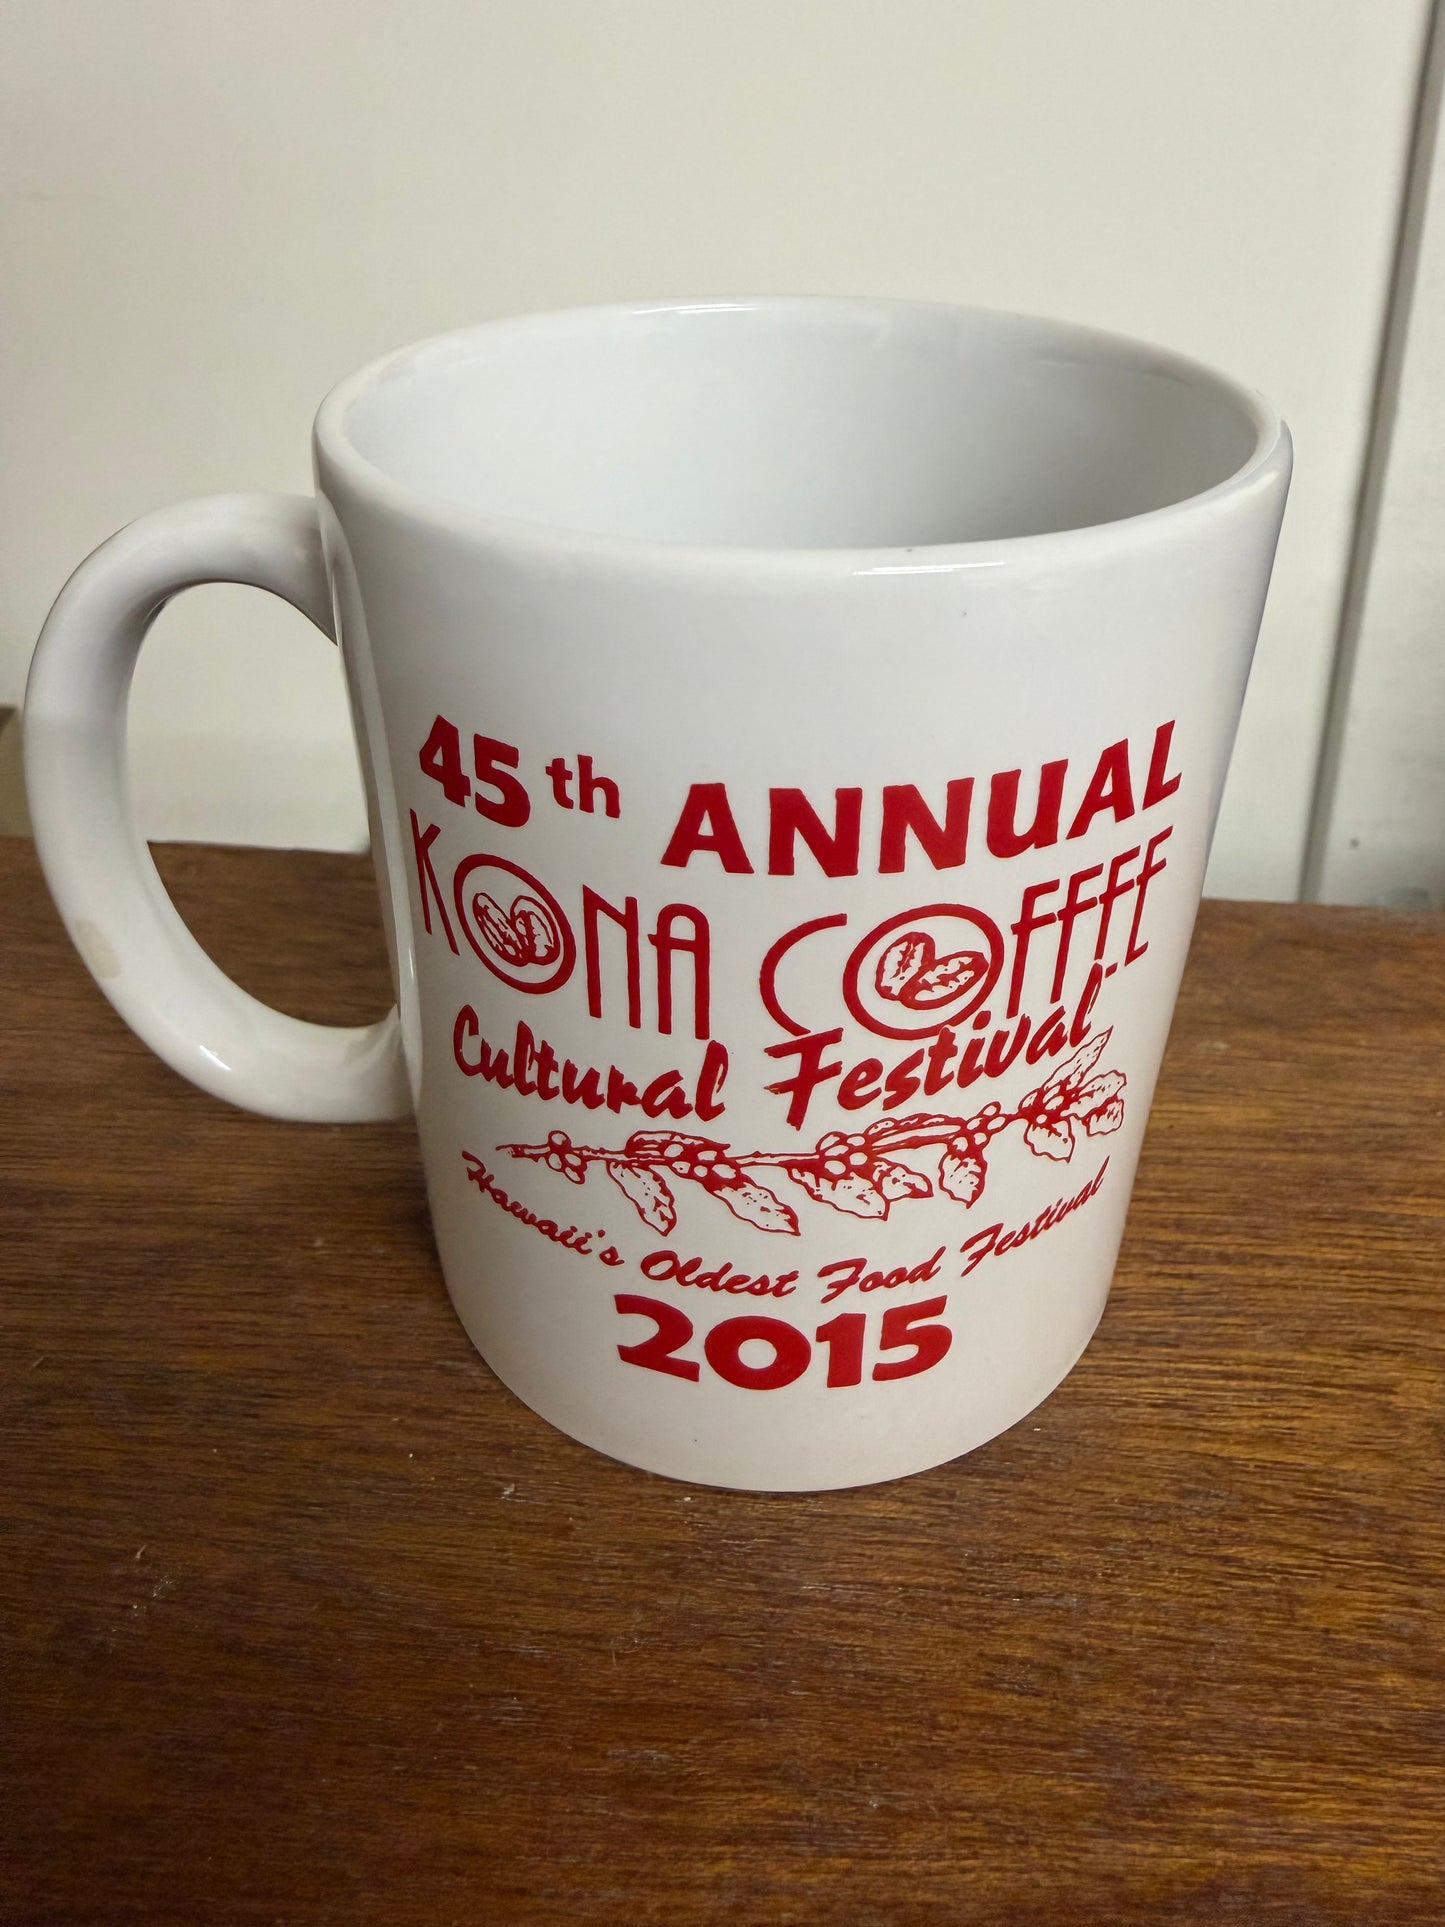 45th ANNUAL
KONA COFFEE
Cultural Festival
Hawaii's Oldest Food Festival
2015